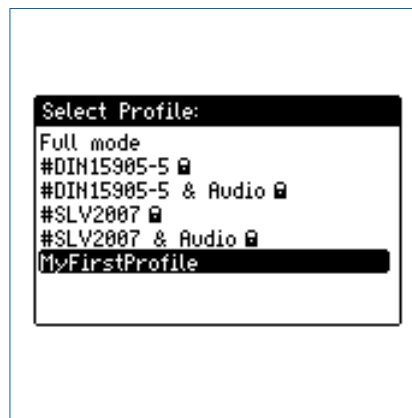 Select Profile:
Full mode
#DIN15905-5
#DIN15905-5 & Audio
#SLV2007
#SLV2007 & Audio
MyFirstProfile